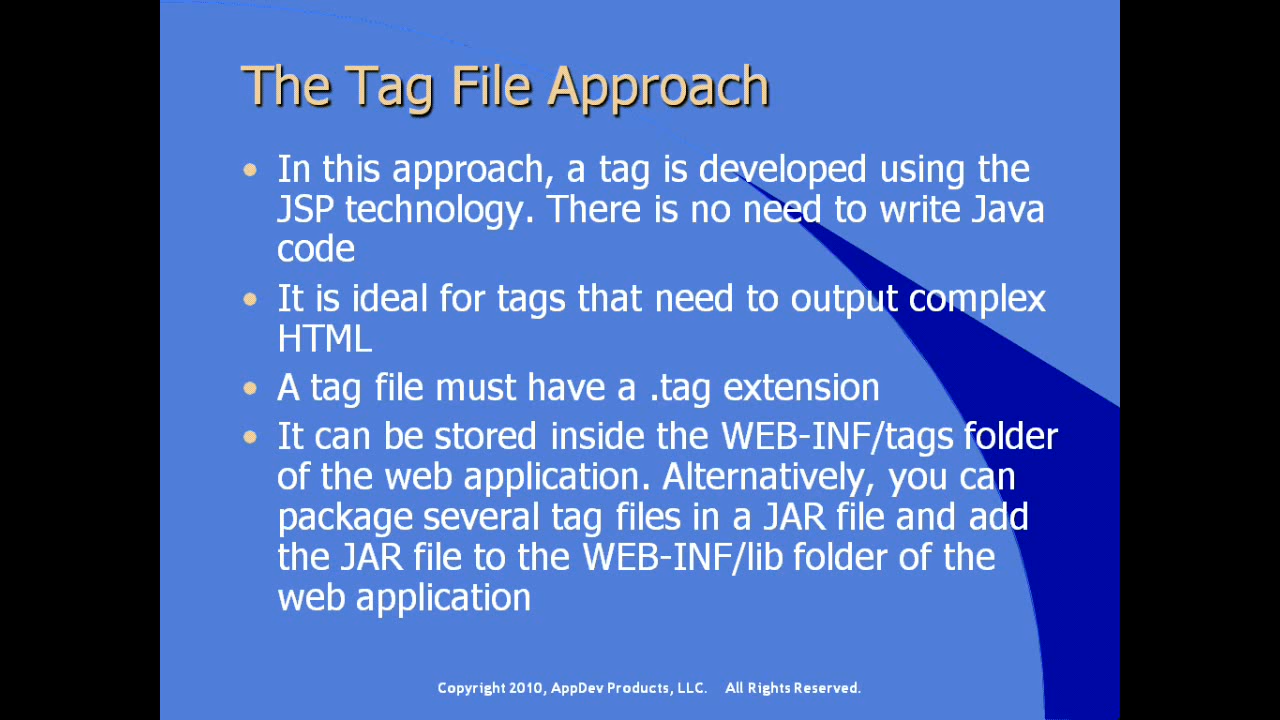 The Tag File Approach
• In this approach, a tag is developed using the
JSP technology. There is no need to write Java
code
• It is ideal for tags that need to output complex
HTML
• A tag file must have a .tag extension
• It can be stored inside the WEB-INF/tags folder
of the web application. Alternatively, you can
package several tag files in a JAR file and add
the JAR file to the WEB-INF/lib folder of the
web application
Copyright 2010, AppDev Products, LLC. All Rights Reserved.